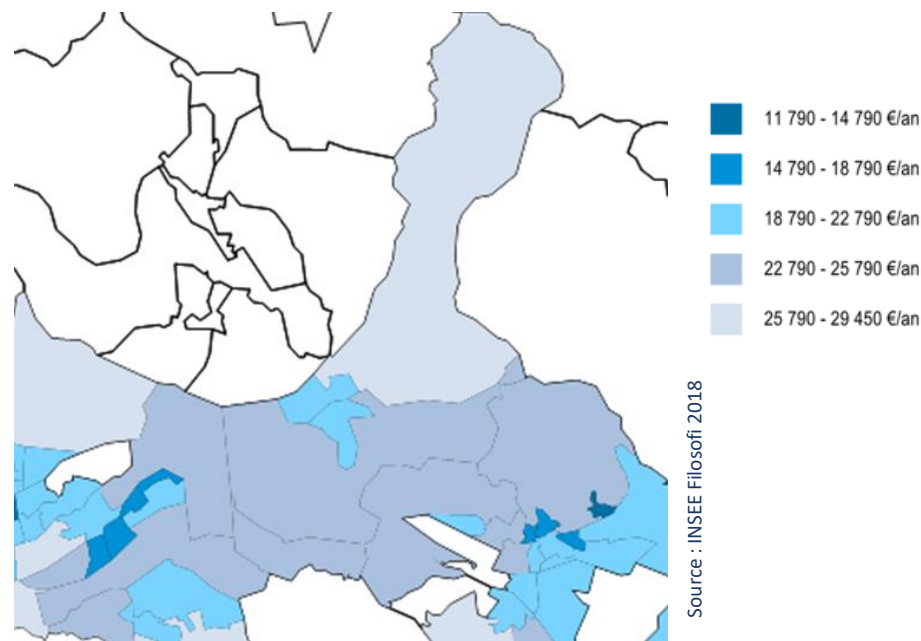 11 790 - 14 790 €/an
14 790 - 18 790 €/an
18 790 - 22 790 €/an
22 790 - 25 790 €/an
25 790 - 29 450 €/an
Source : INSEE Filosofi 2018